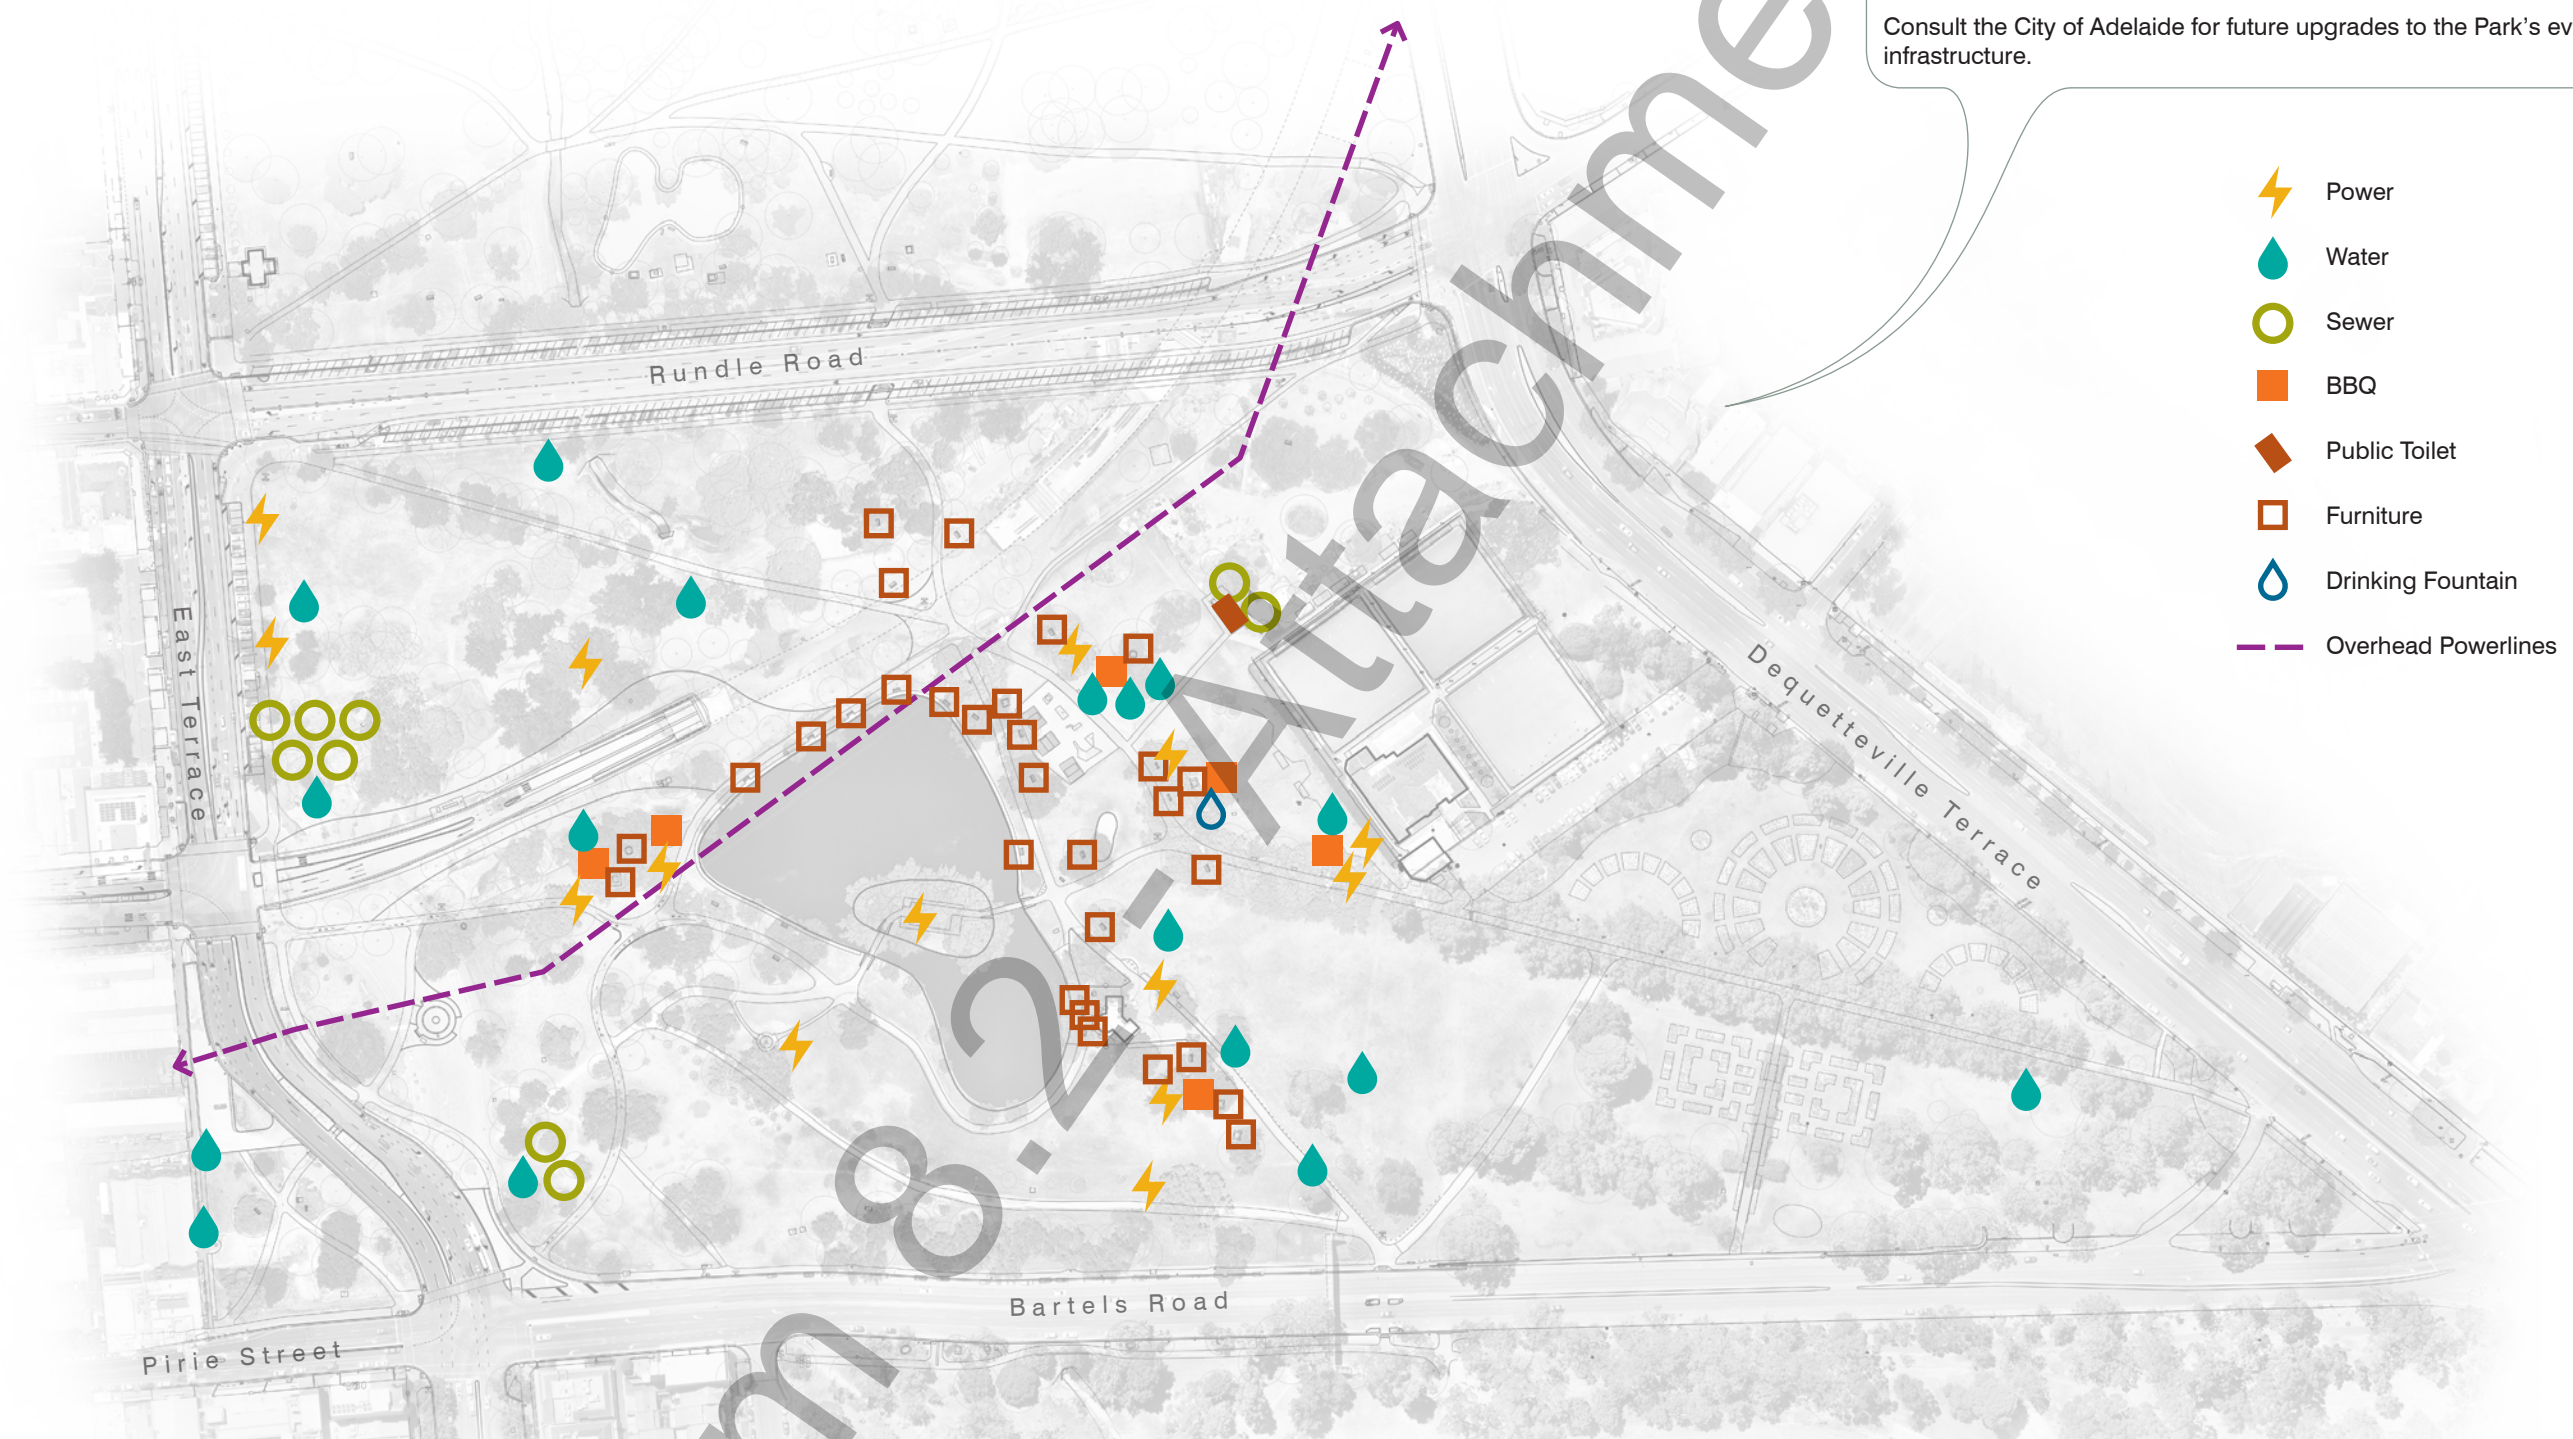 Consult the City of Adelaide for future upgrades to the Park's ev
infrastructure.
Power
Water
Sewer
BBQ
Public Toilet
Furniture
Drinking Fountain
Overhead Powerlines
Rundle Road
East Terrace
Dequetteville Terrace
Bartels Road
Pirie Street
m 8.2 - Attachme